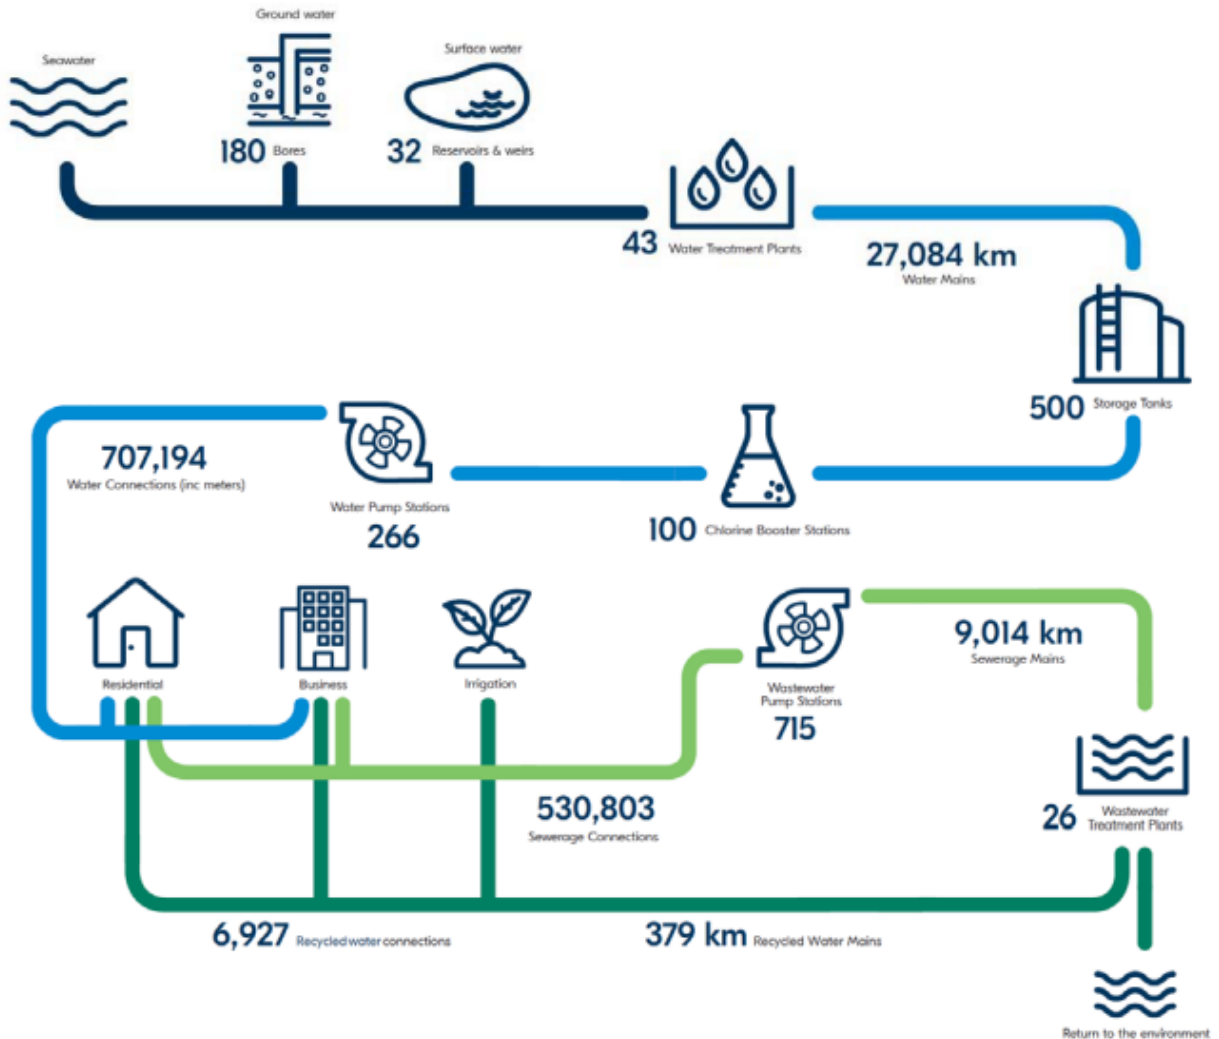 Ground water
Seawater
Surface water
180 Bores
32 Reservoirs & weirs
43 Water Treatment Plants
27,084 km
Water Mains
500 Storage Tanks
707,194
Water Connections (inc meters)
Water Pump Stations
266
100 Chlorine Booster Stations
Residential
Business
Irrigation
Wastewater
Pump Stations
715
9,014 km
Sewerage Mains
530,803
Sewerage Connections
26 Wastewater
Treatment Plants
6,927 Recycled water connections
379 km Recycled Water Mains
Return to the environment